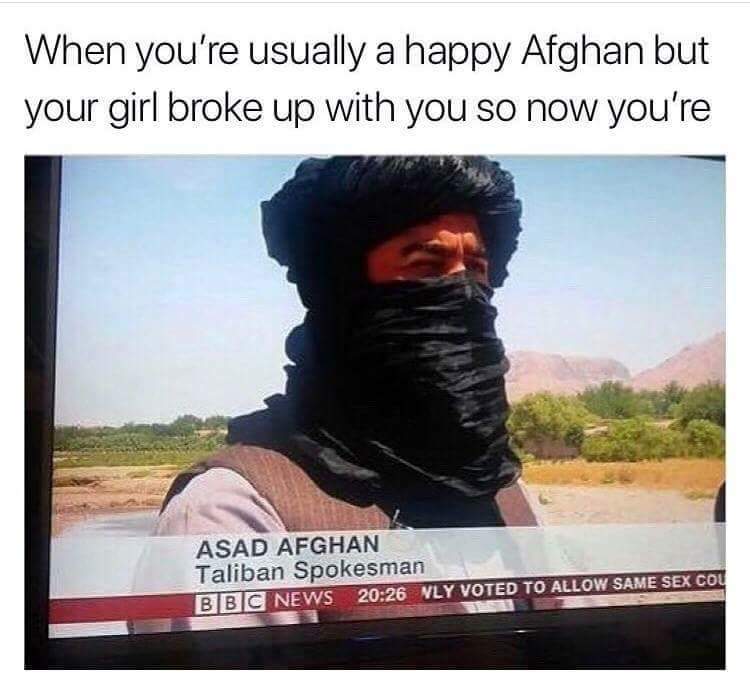 When you're usually a happy Afghan but
your girl broke up with you so now you're
ASAD AFGHAN
Taliban Spokesman
BBC NEWS 20:26 VLY VOTED TO ALLOW SAME SEX COU